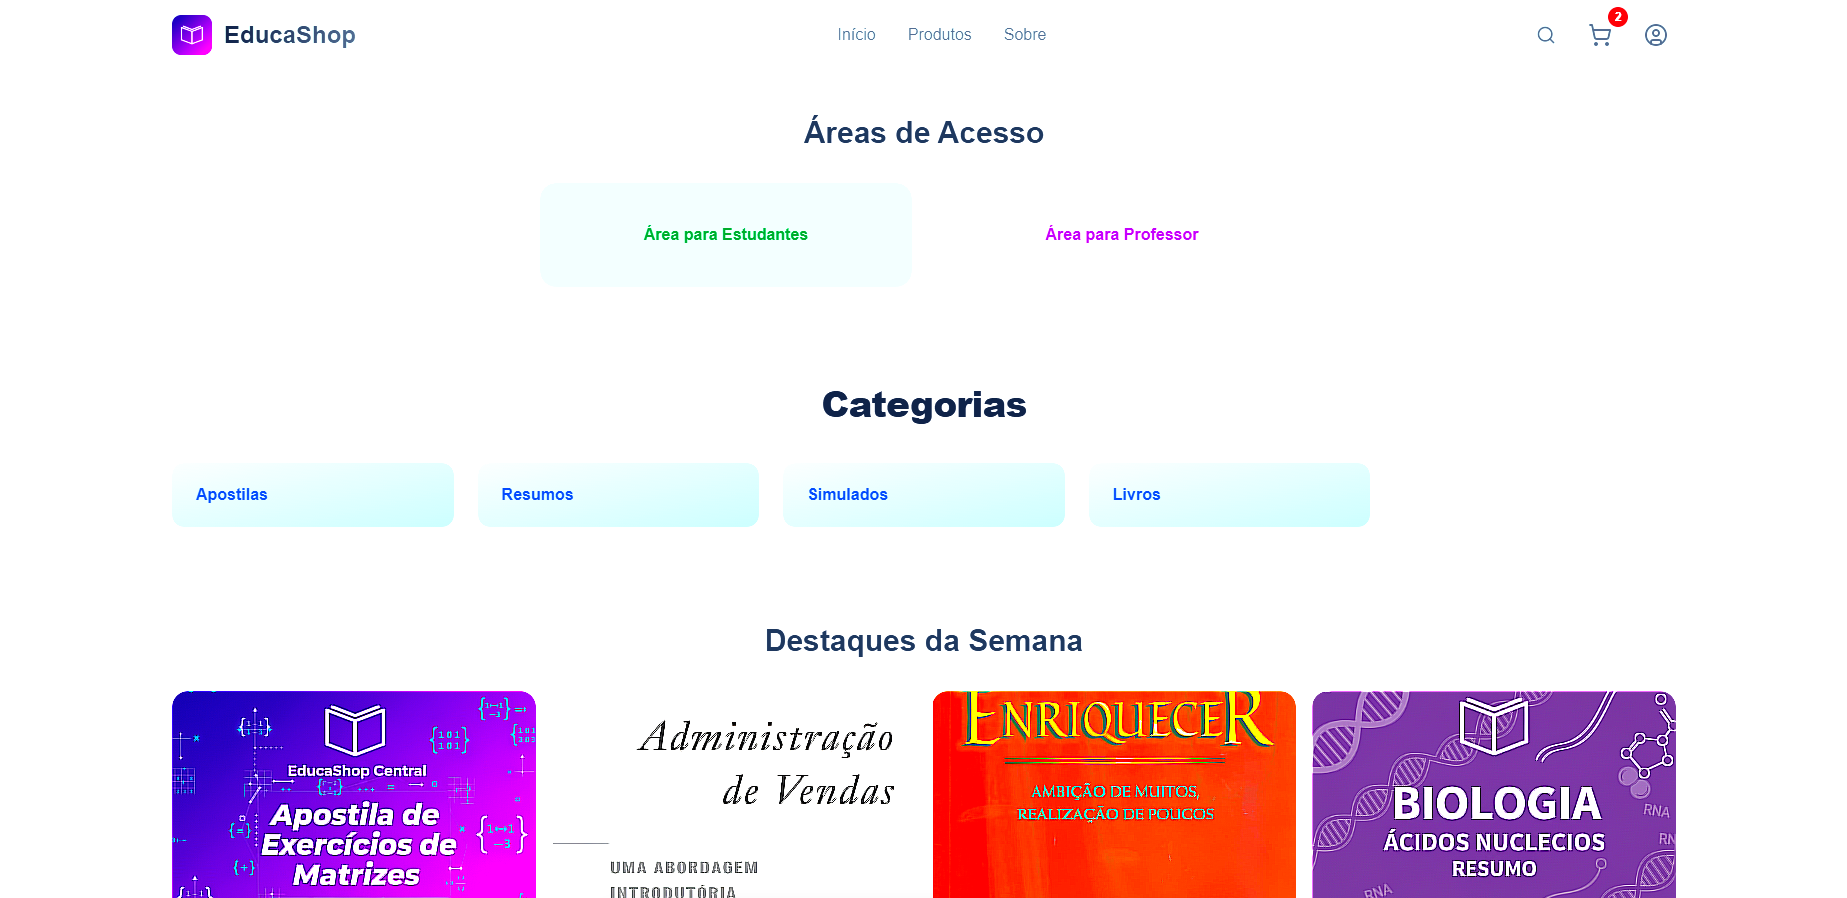 EducaShop
Início
Produtos
Sobre
2
Áreas de Acesso
Área para Estudantes
Área para Professor
Categorias
Apostilas
Resumos
Simulados
Livros
Destaques da Semana
EducaShop Central
Apostila de
Exercícios de
Matrizes
Administração
de Vendas
UMA ABORDAGEM
INTRODUTÓRIA
ENRIQUECER
AMBIÇÃO DE MUITOS,
REALIZAÇÃO DE POUCOS
BIOLOGIA
ÁCIDOS NUCLECIOS
RESUMO
RNA
RNA